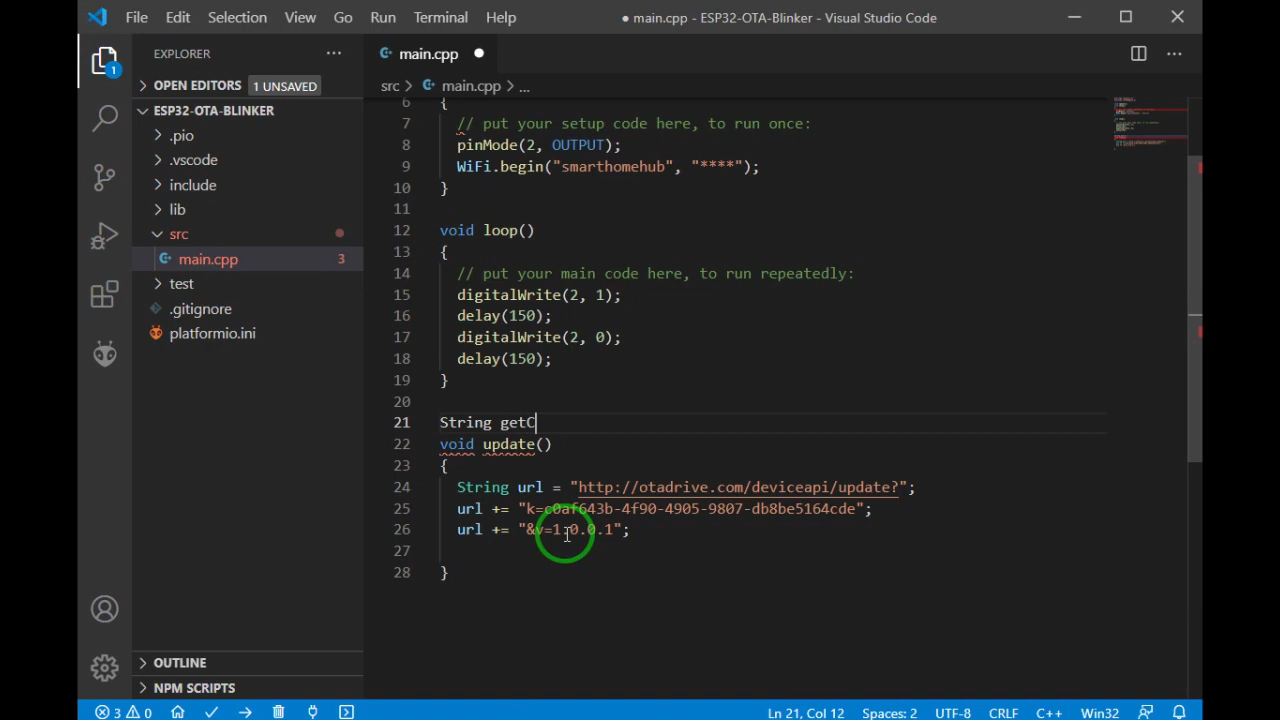 File Edit Selection View Go Run Terminal Help
● main.cpp - ESP32-OTA-Blinker - Visual Studio Code
1
EXPLORER
OPEN EDITORS 1 UNSAVED
ESP32-OTA-BLINKER
.pio
.vscode
include
lib
src
main.cpp 3
test
.gitignore
platformio.ini
OUTLINE
NPM SCRIPTS
main.cpp
src > main.cpp > ...
6 {
7 // put your setup code here, to run once:
8 pinMode(2, OUTPUT);
9 WiFi.begin("smarthomehub", "****");
10 }
11
12 void loop()
13 {
14 // put your main code here, to run repeatedly:
15 digitalWrite(2, 1);
16 delay(150);
17 digitalWrite(2, 0);
18 delay(150);
19 }
20
21 String getC
22 void update()
23 {
24 String url = "http://otadrive.com/deviceapi/update?";
25 url += "k=c0af643b-4f90-4905-9807-db8be5164cde";
26 url += "&v=1.0.0.1";
27
28 }
3 0
Ln 21, Col 12 Spaces: 2 UTF-8 CRLF C++ Win32